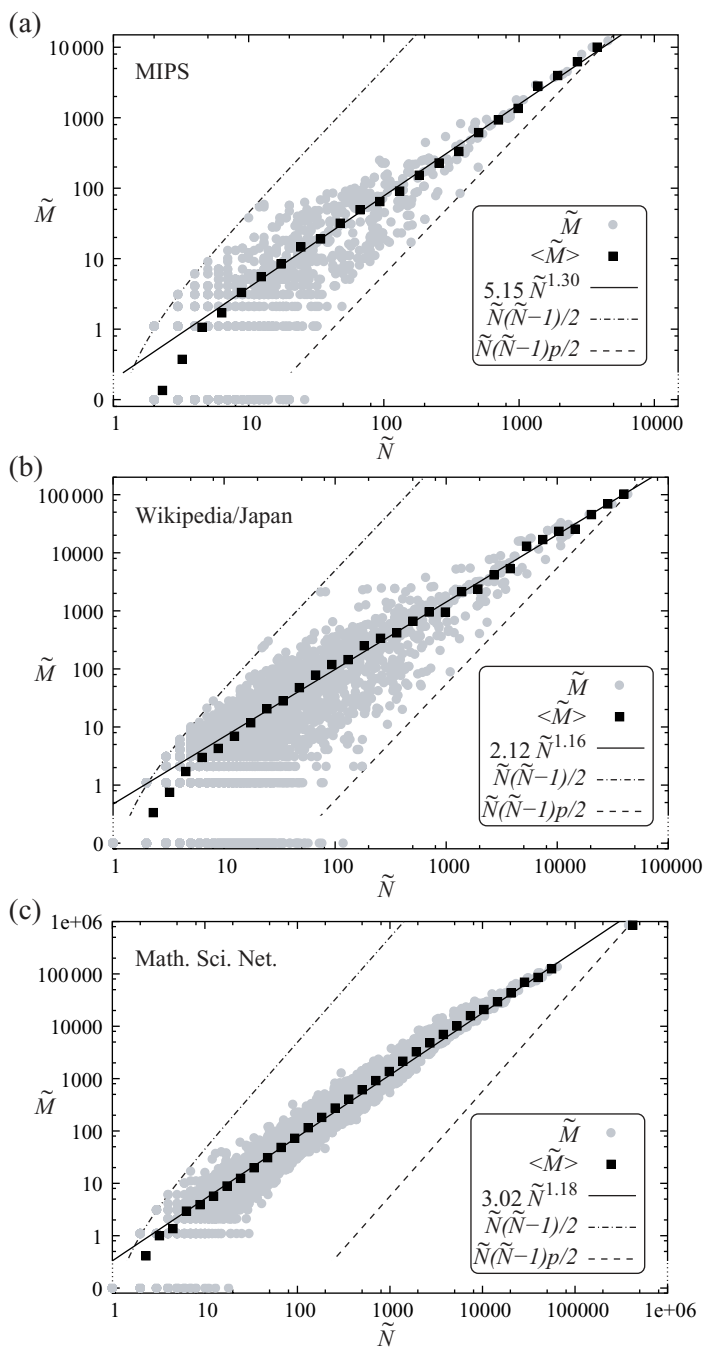 (a)
MIPS
10 000
1000
100
10
1
0
M̃
M̃
<M̃>
5.15 Ñ^1.30
Ñ(Ñ−1)/2
Ñ(Ñ−1)p/2
1 10 100 1000 10000
Ñ
(b)
Wikipedia/Japan
100 000
10000
1000
100
10
1
0
M̃
M̃
<M̃>
2.12 Ñ^1.16
Ñ(Ñ−1)/2
Ñ(Ñ−1)p/2
1 10 100 1000 10000 100000
Ñ
(c)
Math. Sci. Net.
1e+06
100000
10000
1000
100
10
1
0
M̃
M̃
<M̃>
3.02 Ñ^1.18
Ñ(Ñ−1)/2
Ñ(Ñ−1)p/2
1 10 100 1000 10000 100000 1e+06
Ñ